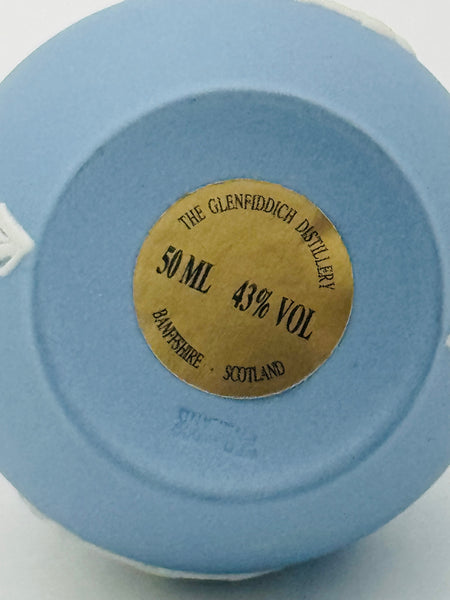 THE GLENFIDDICH DISTILLERY
50 ML 43% VOL
BANFFSHIRE · SCOTLAND